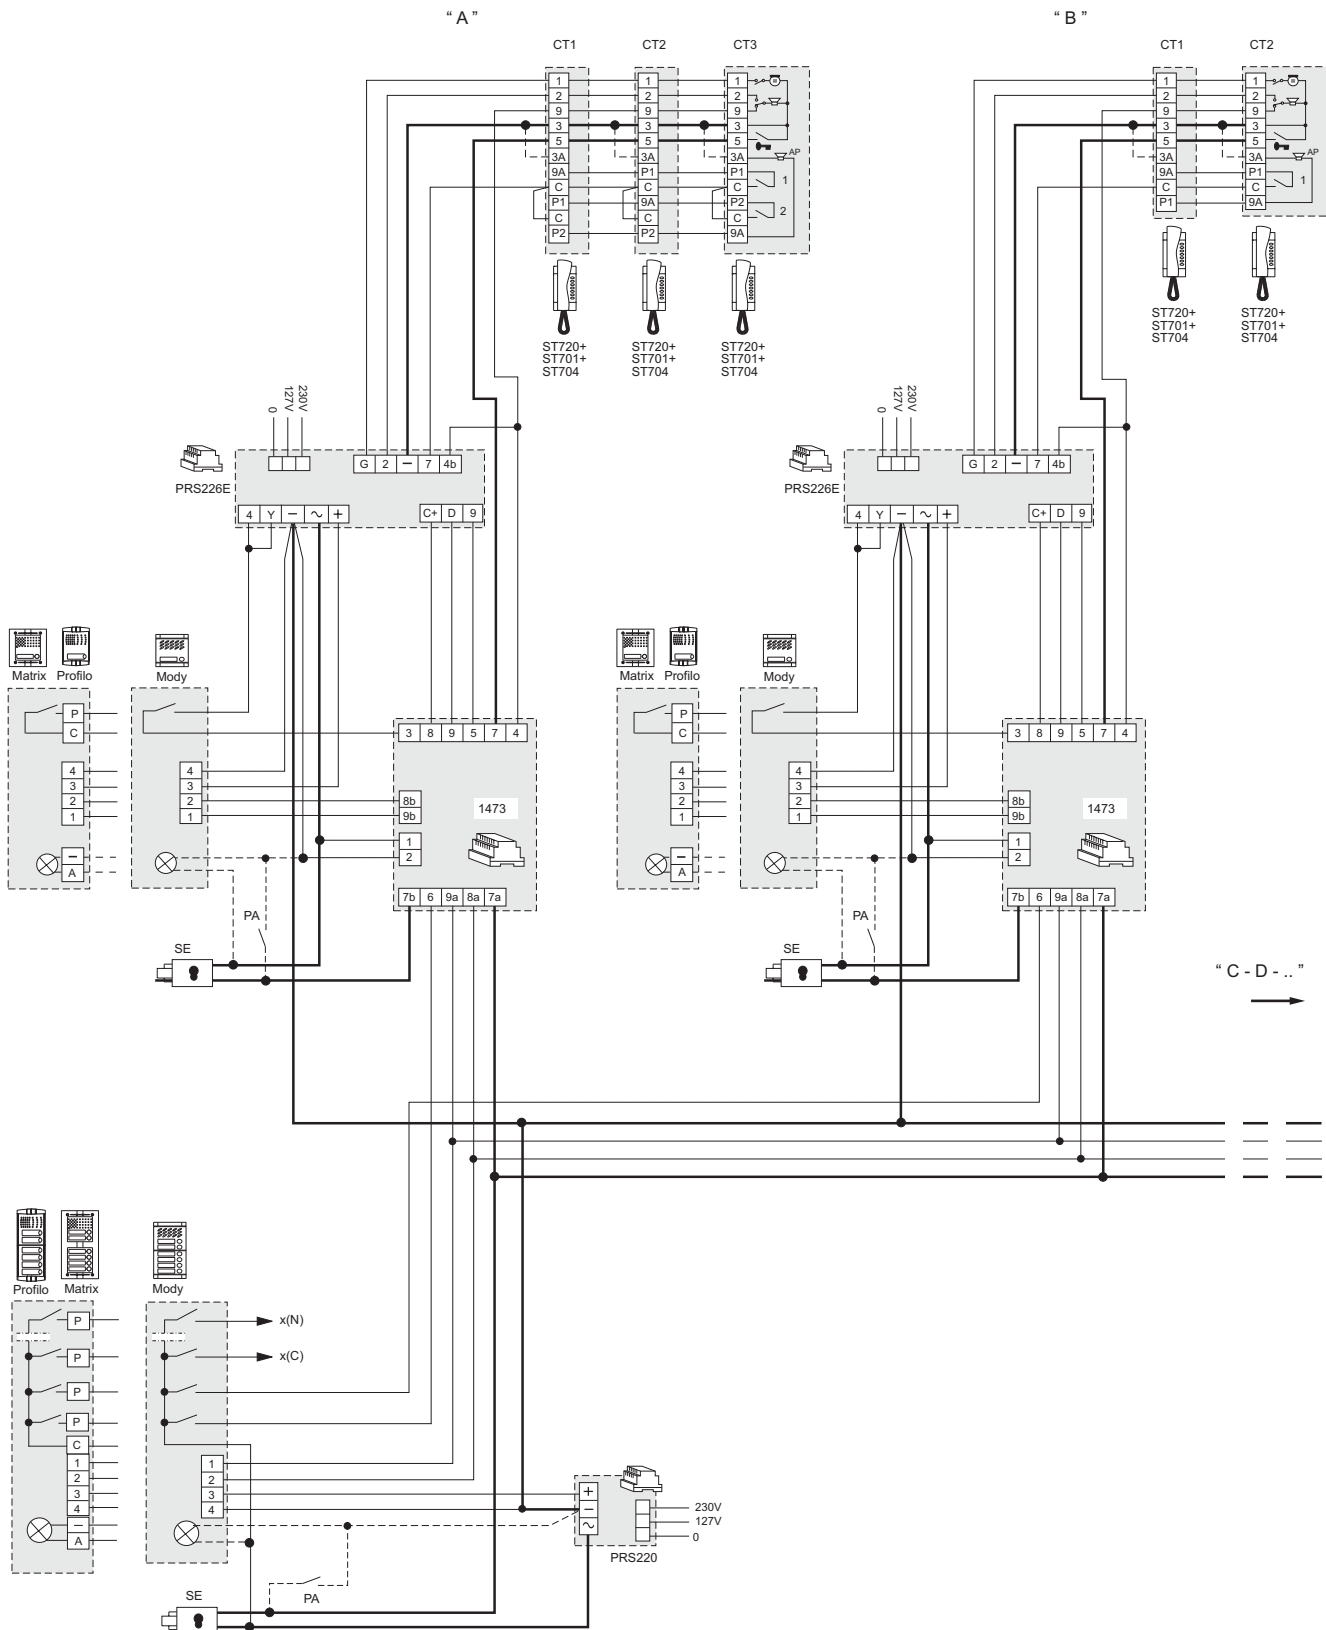 “ A ”
“ B ”
CT1 CT2 CT3
CT1 CT2
1 1 1
2 2 2
9 9 9
3 3 3
5 5 5
3A 3A 3A AP
9A P1 P1 1
C C C
P1 9A P2 2
C C C
P2 P2 9A
1 1
2 2
9 9
3 3
5 5
3A 3A AP
9A P1 1
C C
P1 9A
ST720+
ST701+
ST704
ST720+
ST701+
ST704
ST720+
ST701+
ST704
ST720+
ST701+
ST704
ST720+
ST701+
ST704
0 127V 230V
G 2 – 7 4b
PRS226E
4 Y – ~ +
C+ D 9
0 127V 230V
G 2 – 7 4b
PRS226E
4 Y – ~ +
C+ D 9
Matrix Profilo Mody
P
C
4
3
2
1
–
A
4
3
2
1
3 8 9 5 7 4
8b
9b
1473
1
2
7b 6 9a 8a 7a
PA
SE
Matrix Profilo Mody
P
C
4
3
2
1
–
A
4
3
2
1
3 8 9 5 7 4
8b
9b
1473
1
2
7b 6 9a 8a 7a
PA
SE
“ C - D - .. ”
Profilo Matrix Mody
P
P
P
P
C
1
2
3
4
–
A
x(N)
x(C)
1
2
3
4
+
–
~
230V
127V
0
PRS220
PA
SE